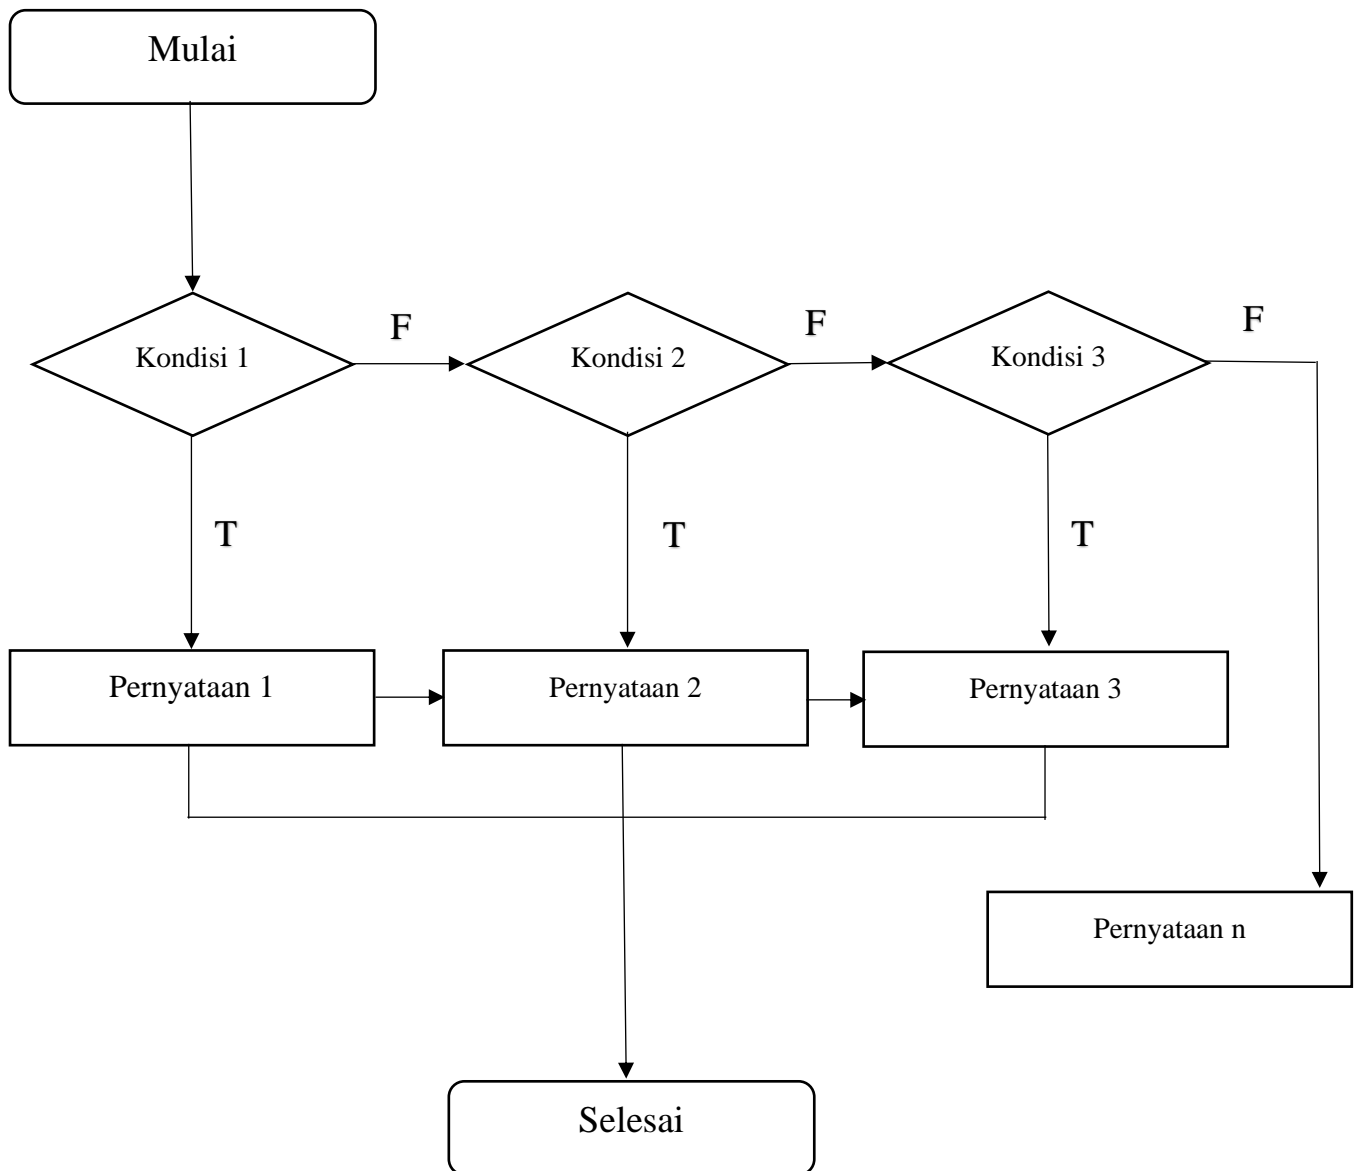 Mulai
F
F
F
Kondisi 1
Kondisi 2
Kondisi 3
T
T
T
Pernyataan 1
Pernyataan 2
Pernyataan 3
Pernyataan n
Selesai